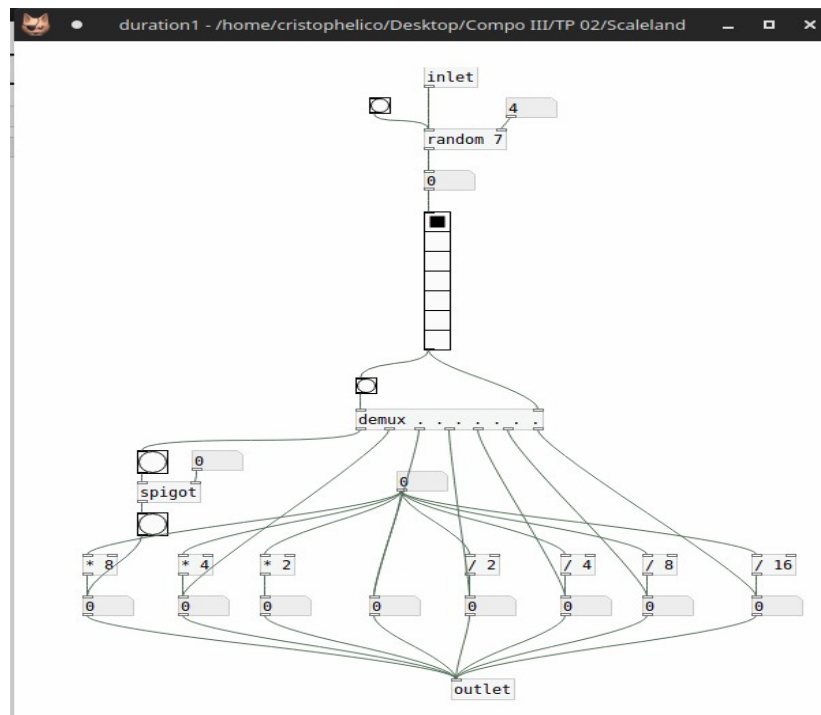 duration1 - /home/cristophelico/Desktop/Compo III/TP 02/Scaleland
inlet
4
random 7
0
demux . . . . . . .
0
0
spigot
* 8 * 4 * 2 / 2 / 4 / 8 / 16
0 0 0 0 0 0 0 0
outlet